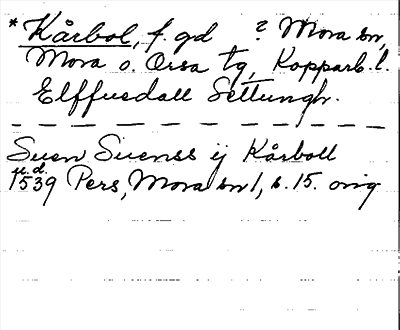 * Kårbol, f. gd ? Mora sn,
Mora o. Orsa tg, Kopparb. l.
Elffuedall Settungh.
Suen Suenss ij Kårboll
u.d.
1539 Pers, Mora sn 1, s. 15. orig